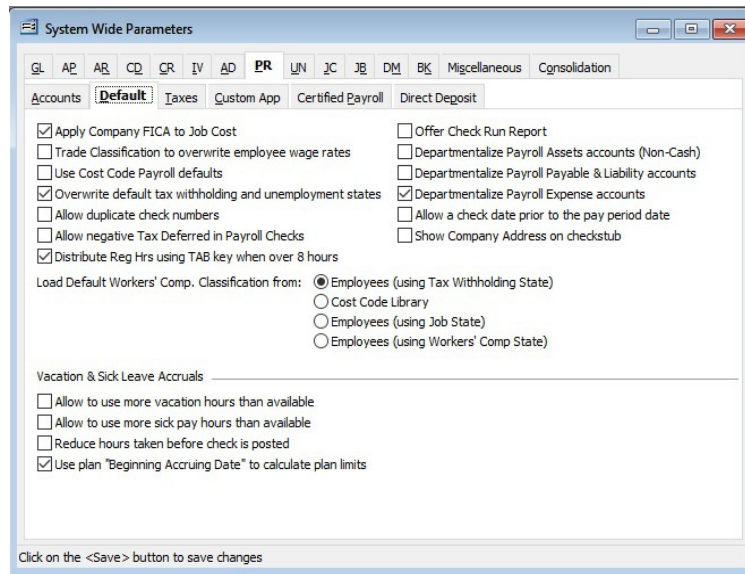 System Wide Parameters
GL AP AR CD CR IV AD PR UN JC JB DM BK Miscellaneous Consolidation
Accounts Default Taxes Custom App Certified Payroll Direct Deposit
Apply Company FICA to Job Cost
Trade Classification to overwrite employee wage rates
Use Cost Code Payroll defaults
Overwrite default tax withholding and unemployment states
Allow duplicate check numbers
Allow negative Tax Deferred in Payroll Checks
Distribute Reg Hrs using TAB key when over 8 hours
Offer Check Run Report
Departmentalize Payroll Assets accounts (Non-Cash)
Departmentalize Payroll Payable & Liability accounts
Departmentalize Payroll Expense accounts
Allow a check date prior to the pay period date
Show Company Address on checkstub
Load Default Workers' Comp. Classification from:
Employees (using Tax Withholding State)
Cost Code Library
Employees (using Job State)
Employees (using Workers' Comp State)
Vacation & Sick Leave Accruals
Allow to use more vacation hours than available
Allow to use more sick pay hours than available
Reduce hours taken before check is posted
Use plan "Beginning Accruing Date" to calculate plan limits
Click on the <Save> button to save changes